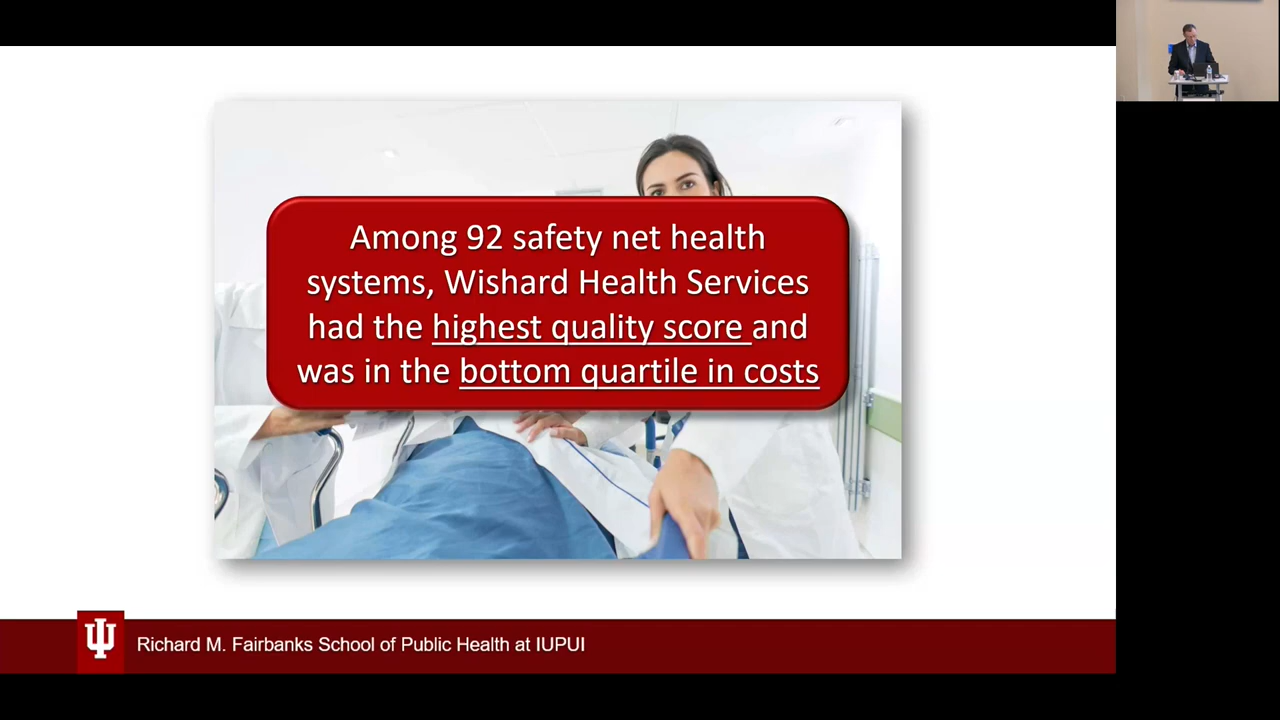 Among 92 safety net health
systems, Wishard Health Services
had the highest quality score and
was in the bottom quartile in costs
Richard M. Fairbanks School of Public Health at IUPUI